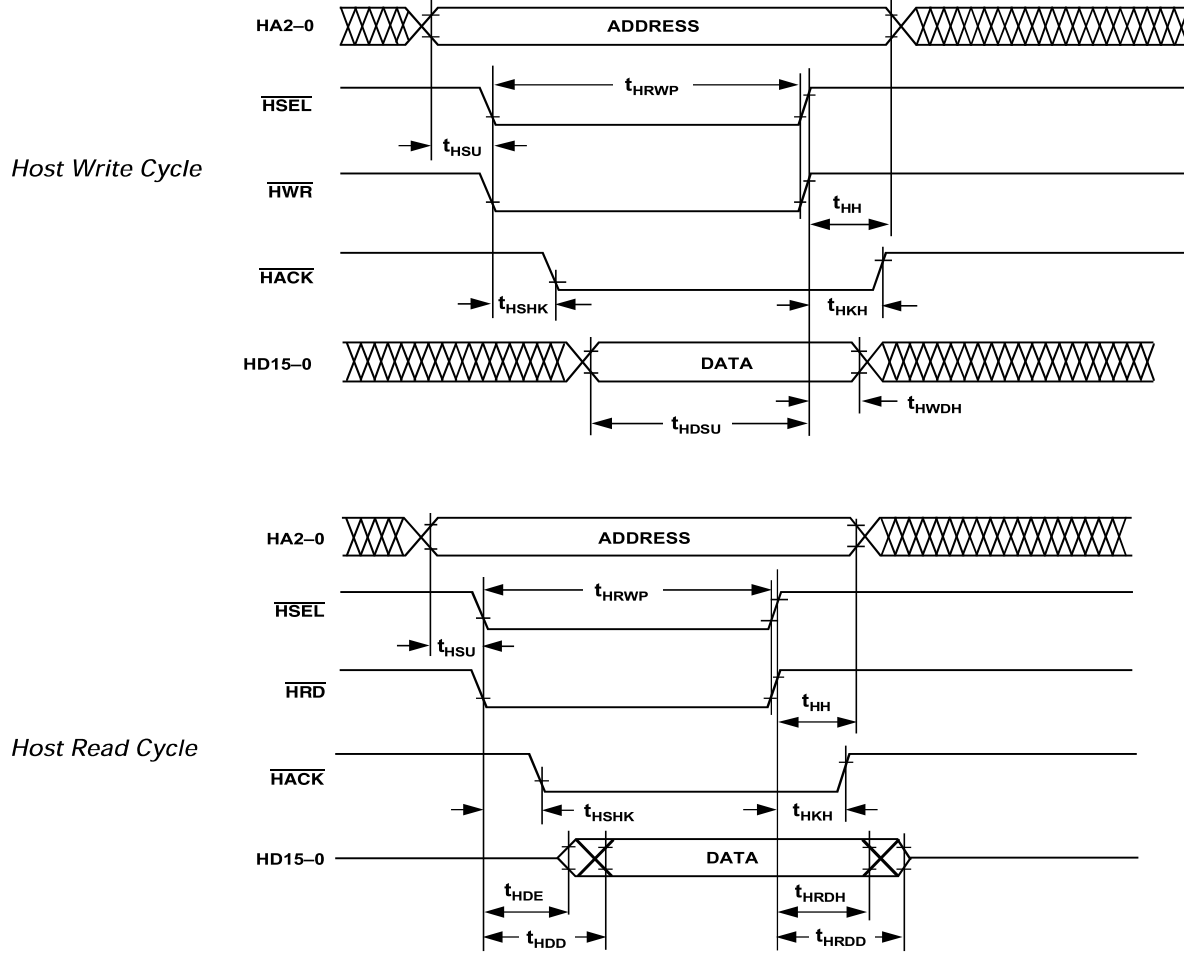 HA2–0
ADDRESS
HSEL
tHRWP
tHSU
Host Write Cycle
HWR
tHH
HACK
tHSHK
tHKH
HD15–0
DATA
tHWDH
tHDSU
HA2–0
ADDRESS
HSEL
tHRWP
tHSU
HRD
tHH
Host Read Cycle
HACK
tHSHK
tHKH
HD15–0
DATA
tHDE
tHRDH
tHDD
tHRDD